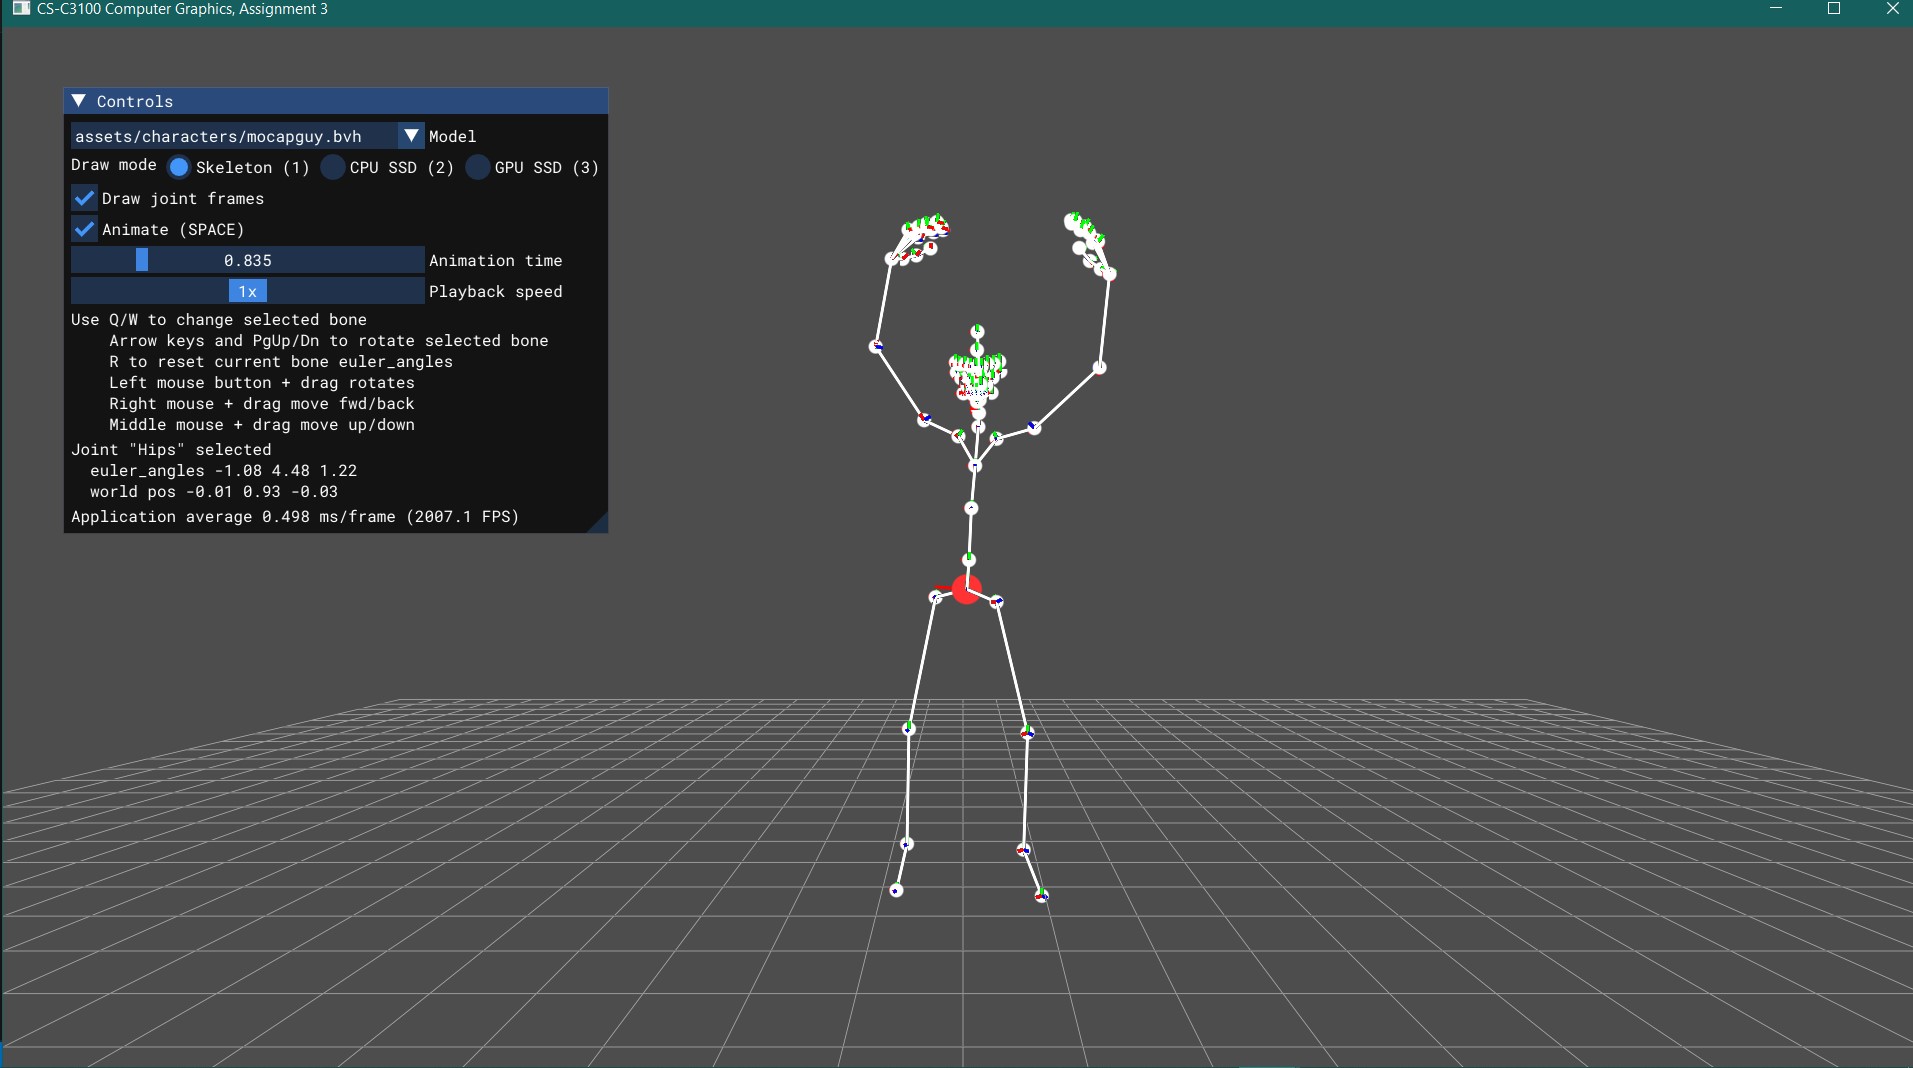 CS-C3100 Computer Graphics, Assignment 3
Controls
assets/characters/mocapguy.bvh Model
Draw mode Skeleton (1) CPU SSD (2) GPU SSD (3)
Draw joint frames
Animate (SPACE)
0.835 Animation time
1x Playback speed
Use Q/W to change selected bone
Arrow keys and PgUp/Dn to rotate selected bone
R to reset current bone euler_angles
Left mouse button + drag rotates
Right mouse + drag move fwd/back
Middle mouse + drag move up/down
Joint "Hips" selected
euler_angles -1.08 4.48 1.22
world pos -0.01 0.93 -0.03
Application average 0.498 ms/frame (2007.1 FPS)